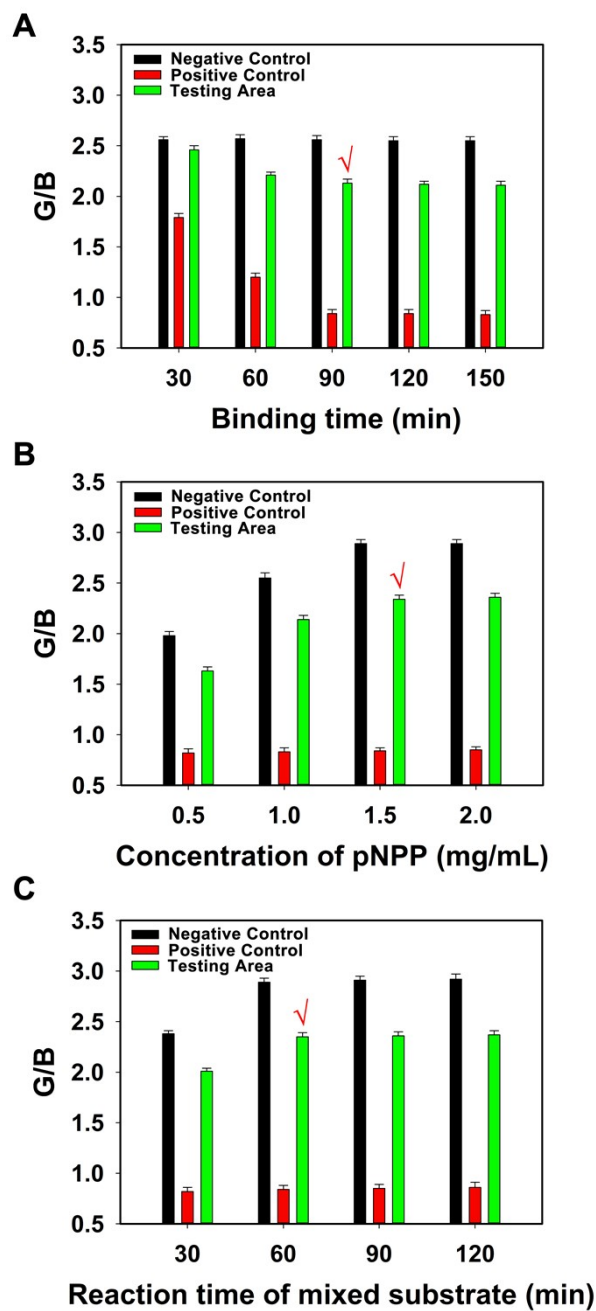 A
3.5
Negative Control
Positive Control
Testing Area
3.0
2.5
√
2.0
G/B
1.5
1.0
0.5
30 60 90 120 150
Binding time (min)
B
3.5
Negative Control
Positive Control
Testing Area
3.0
√
2.5
2.0
G/B
1.5
1.0
0.5
0.5 1.0 1.5 2.0
Concentration of pNPP (mg/mL)
C
3.5
Negative Control
Positive Control
Testing Area
3.0
√
2.5
2.0
G/B
1.5
1.0
0.5
30 60 90 120
Reaction time of mixed substrate (min)